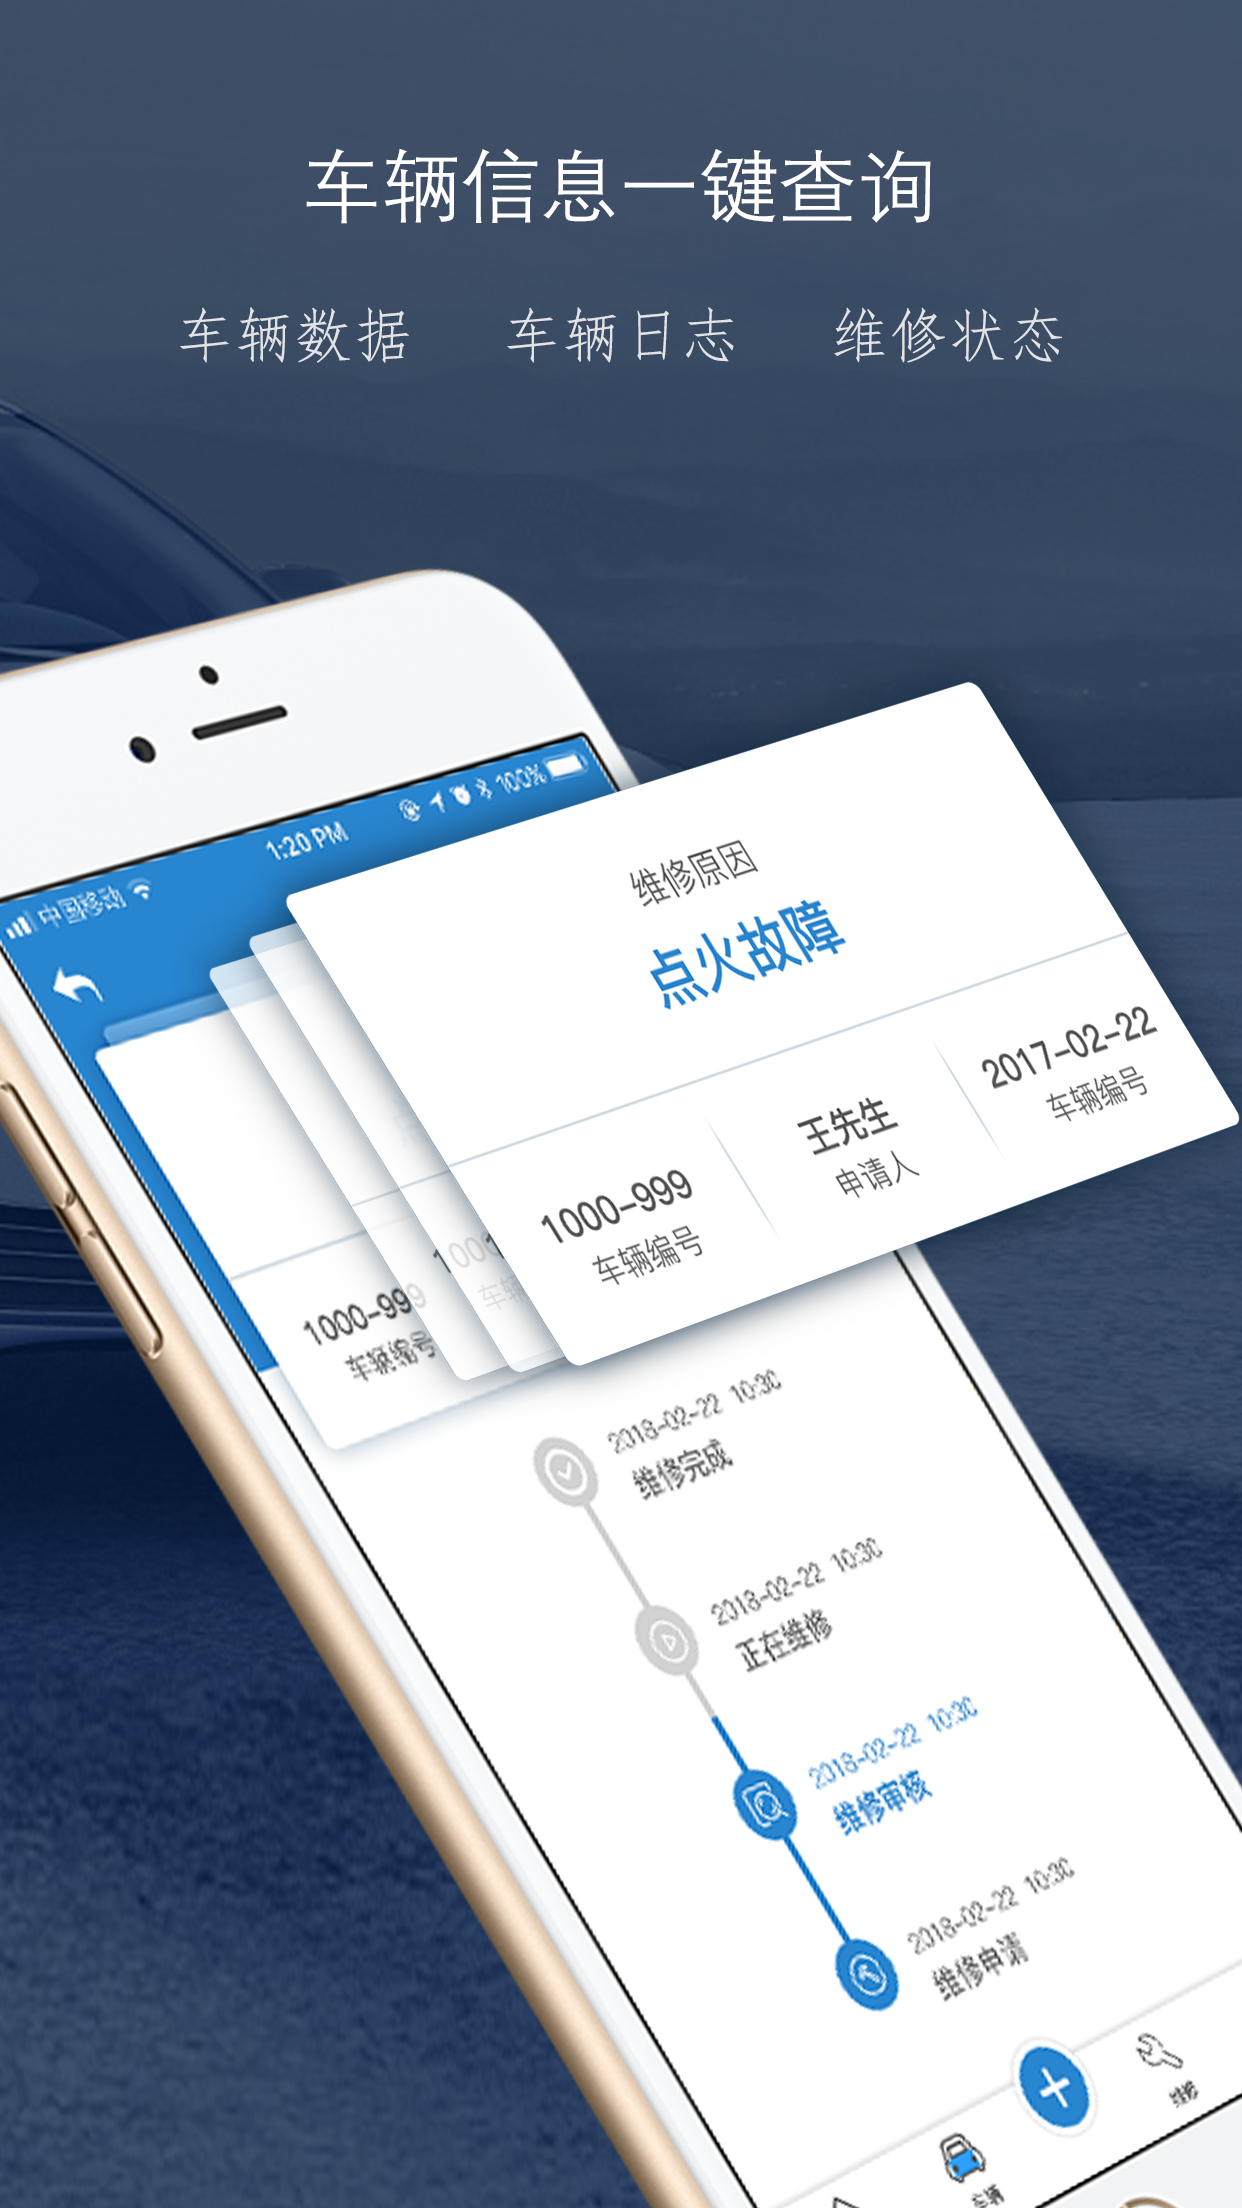 车辆信息一键查询
车辆数据 车辆日志 维修状态
中国移动 1:20 PM 100%
维修原因
点火故障
1000-999 王先生 2017-02-22
车辆编号 申请人 车辆编号
1000-999
车辆编号
2018-02-22 10:30
维修完成
2018-02-22 10:30
正在维修
2018-02-22 10:30
维修审核
2018-02-22 10:30
维修申请
车辆 维修